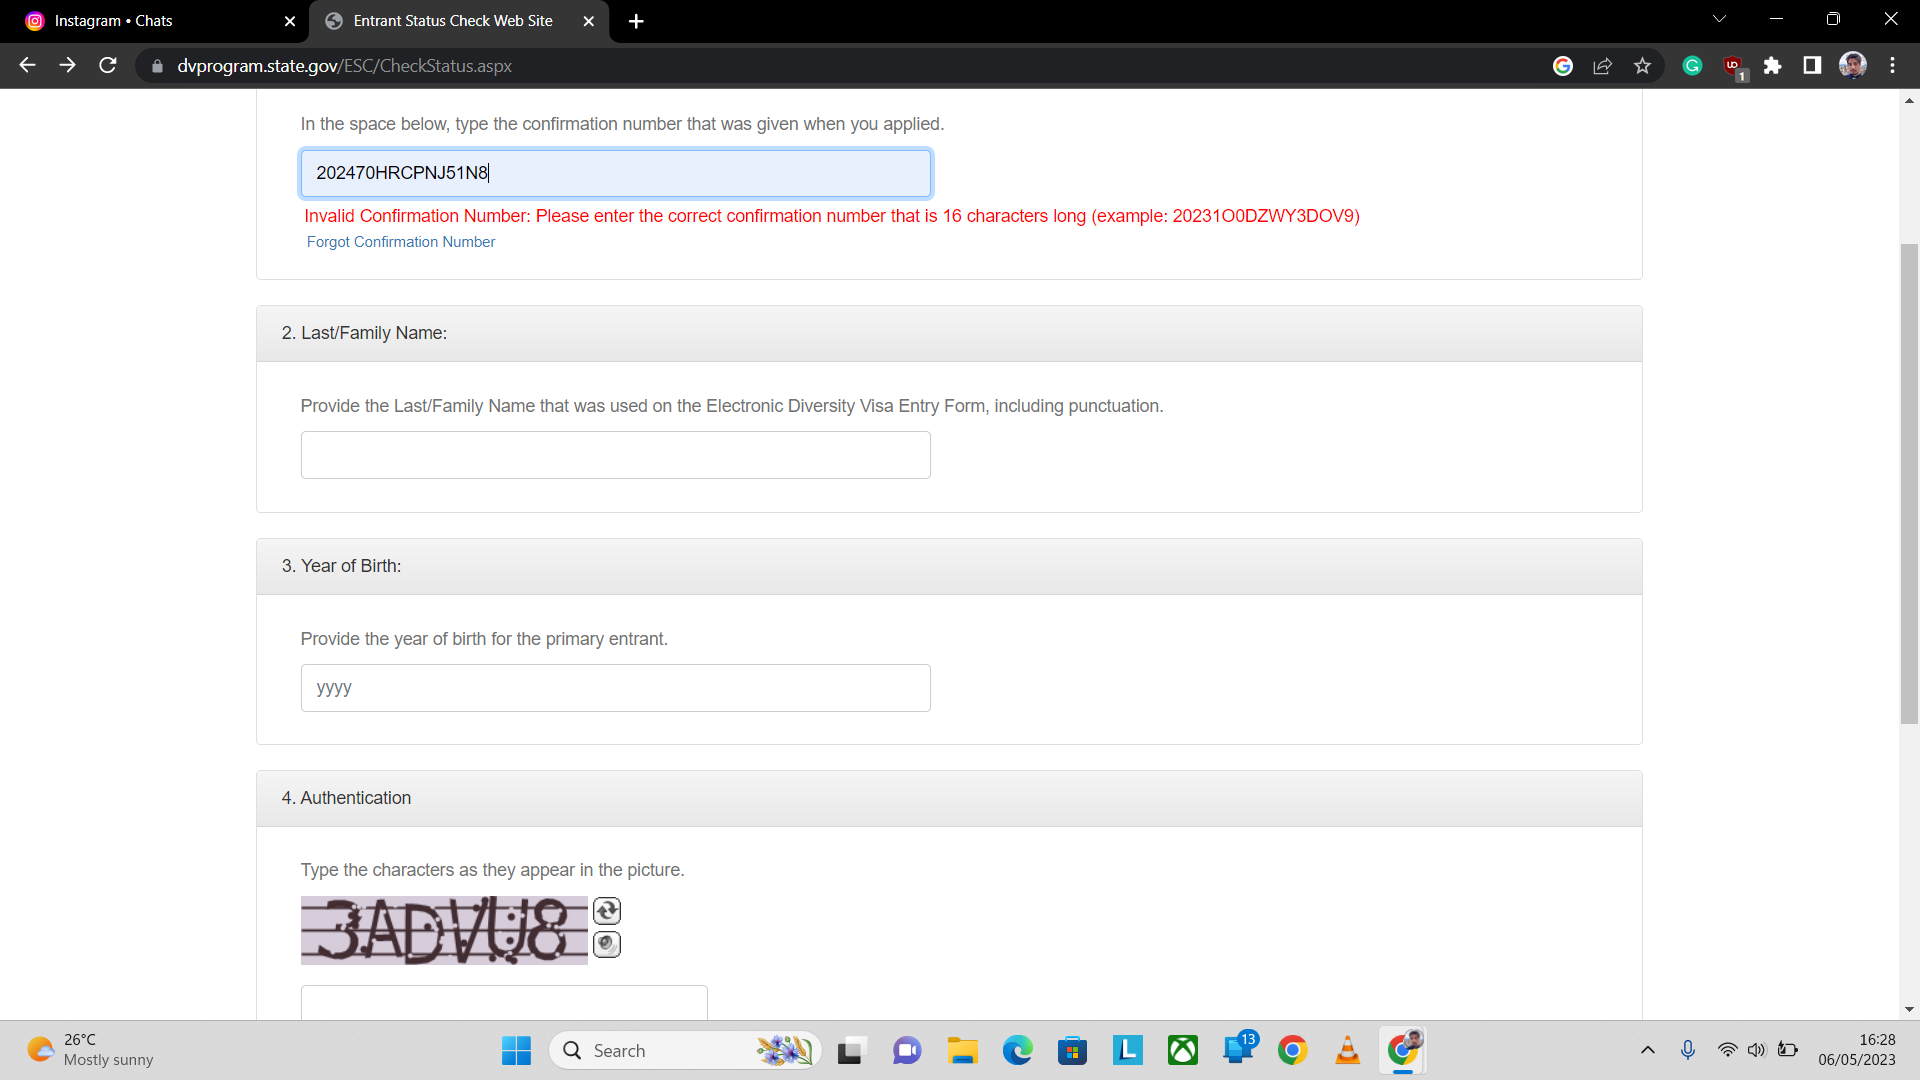 Instagram • Chats
Entrant Status Check Web Site
dvprogram.state.gov/ESC/CheckStatus.aspx
1
In the space below, type the confirmation number that was given when you applied.
202470HRCPNJ51N8
Invalid Confirmation Number: Please enter the correct confirmation number that is 16 characters long (example: 20231O0DZWY3DOV9)
Forgot Confirmation Number
2. Last/Family Name:
Provide the Last/Family Name that was used on the Electronic Diversity Visa Entry Form, including punctuation.
3. Year of Birth:
Provide the year of birth for the primary entrant.
yyyy
4. Authentication
Type the characters as they appear in the picture.
3ADVU8
26°C
Mostly sunny
Search
13
16:28
06/05/2023